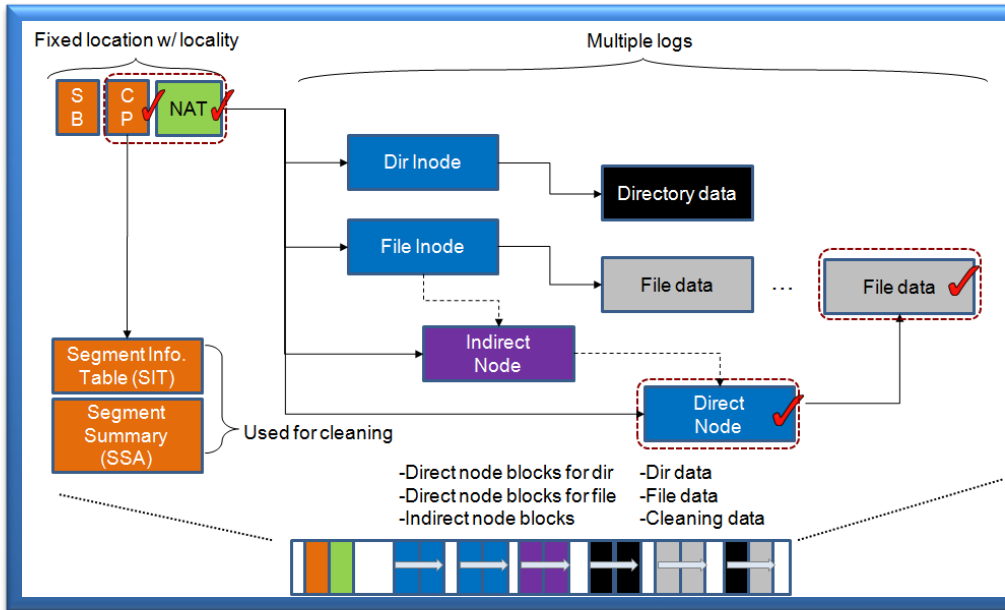 Fixed location w/ locality
Multiple logs
S
B
C
P
NAT
Dir Inode
Directory data
File Inode
File data
...
File data
Indirect
Node
Segment Info.
Table (SIT)
Segment
Summary
(SSA)
Used for cleaning
Direct
Node
-Direct node blocks for dir
-Direct node blocks for file
-Indirect node blocks
-Dir data
-File data
-Cleaning data